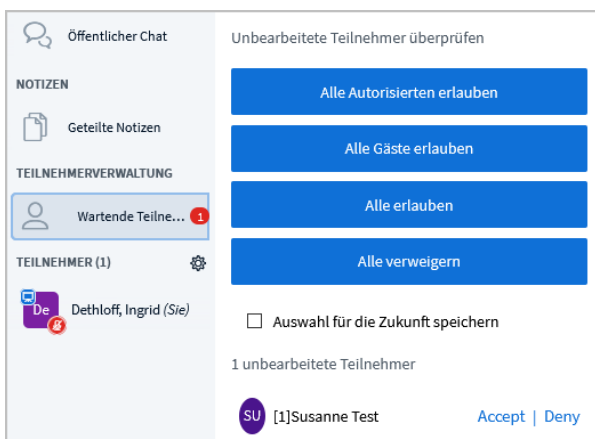 Öffentlicher Chat
NOTIZEN
Geteilte Notizen
TEILNEHMERVERWALTUNG
Wartende Teilne... 1
TEILNEHMER (1)
De
Dethloff, Ingrid (Sie)
Unbearbeitete Teilnehmer überprüfen
Alle Autorisierten erlauben
Alle Gäste erlauben
Alle erlauben
Alle verweigern
Auswahl für die Zukunft speichern
1 unbearbeitete Teilnehmer
SU [1]Susanne Test Accept | Deny